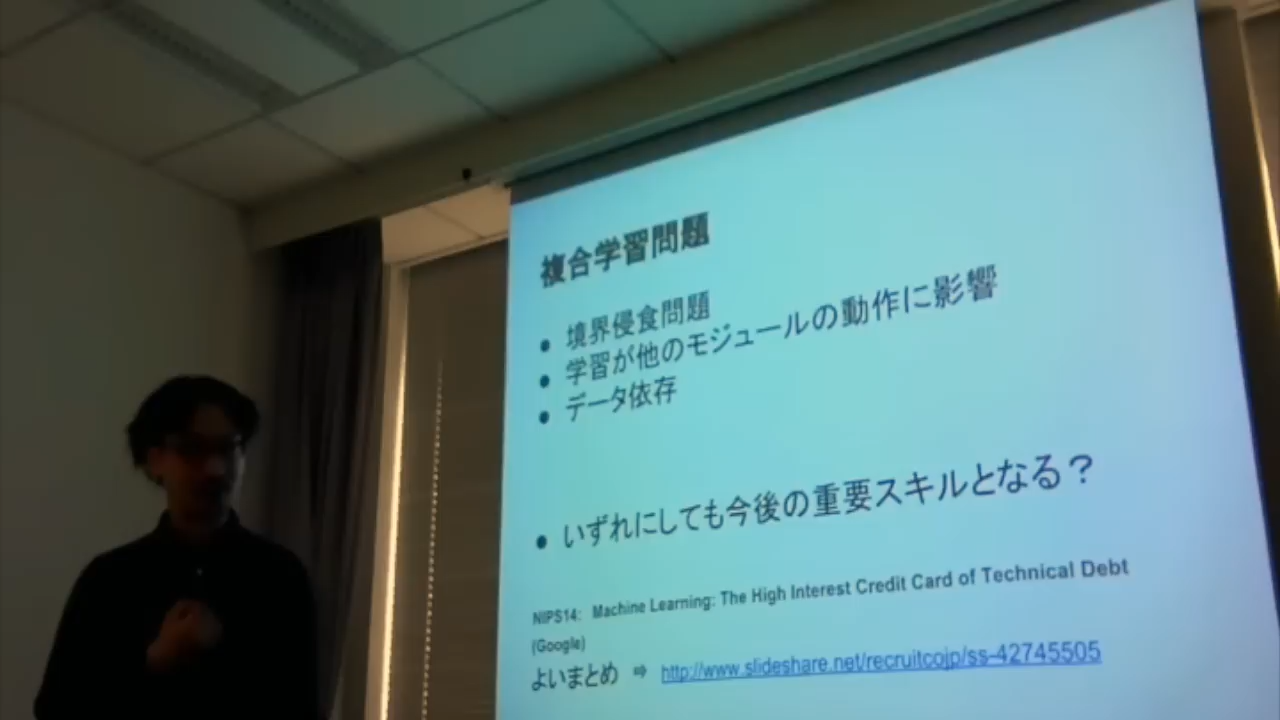 複合学習問題
● 境界侵食問題
● 学習が他のモジュールの動作に影響
● データ依存
● いずれにしても今後の重要スキルとなる？
NIPS14: Machine Learning: The High Interest Credit Card of Technical Debt
(Google)
よいまとめ ⇨ http://www.slideshare.net/recruitcojp/ss-42745505